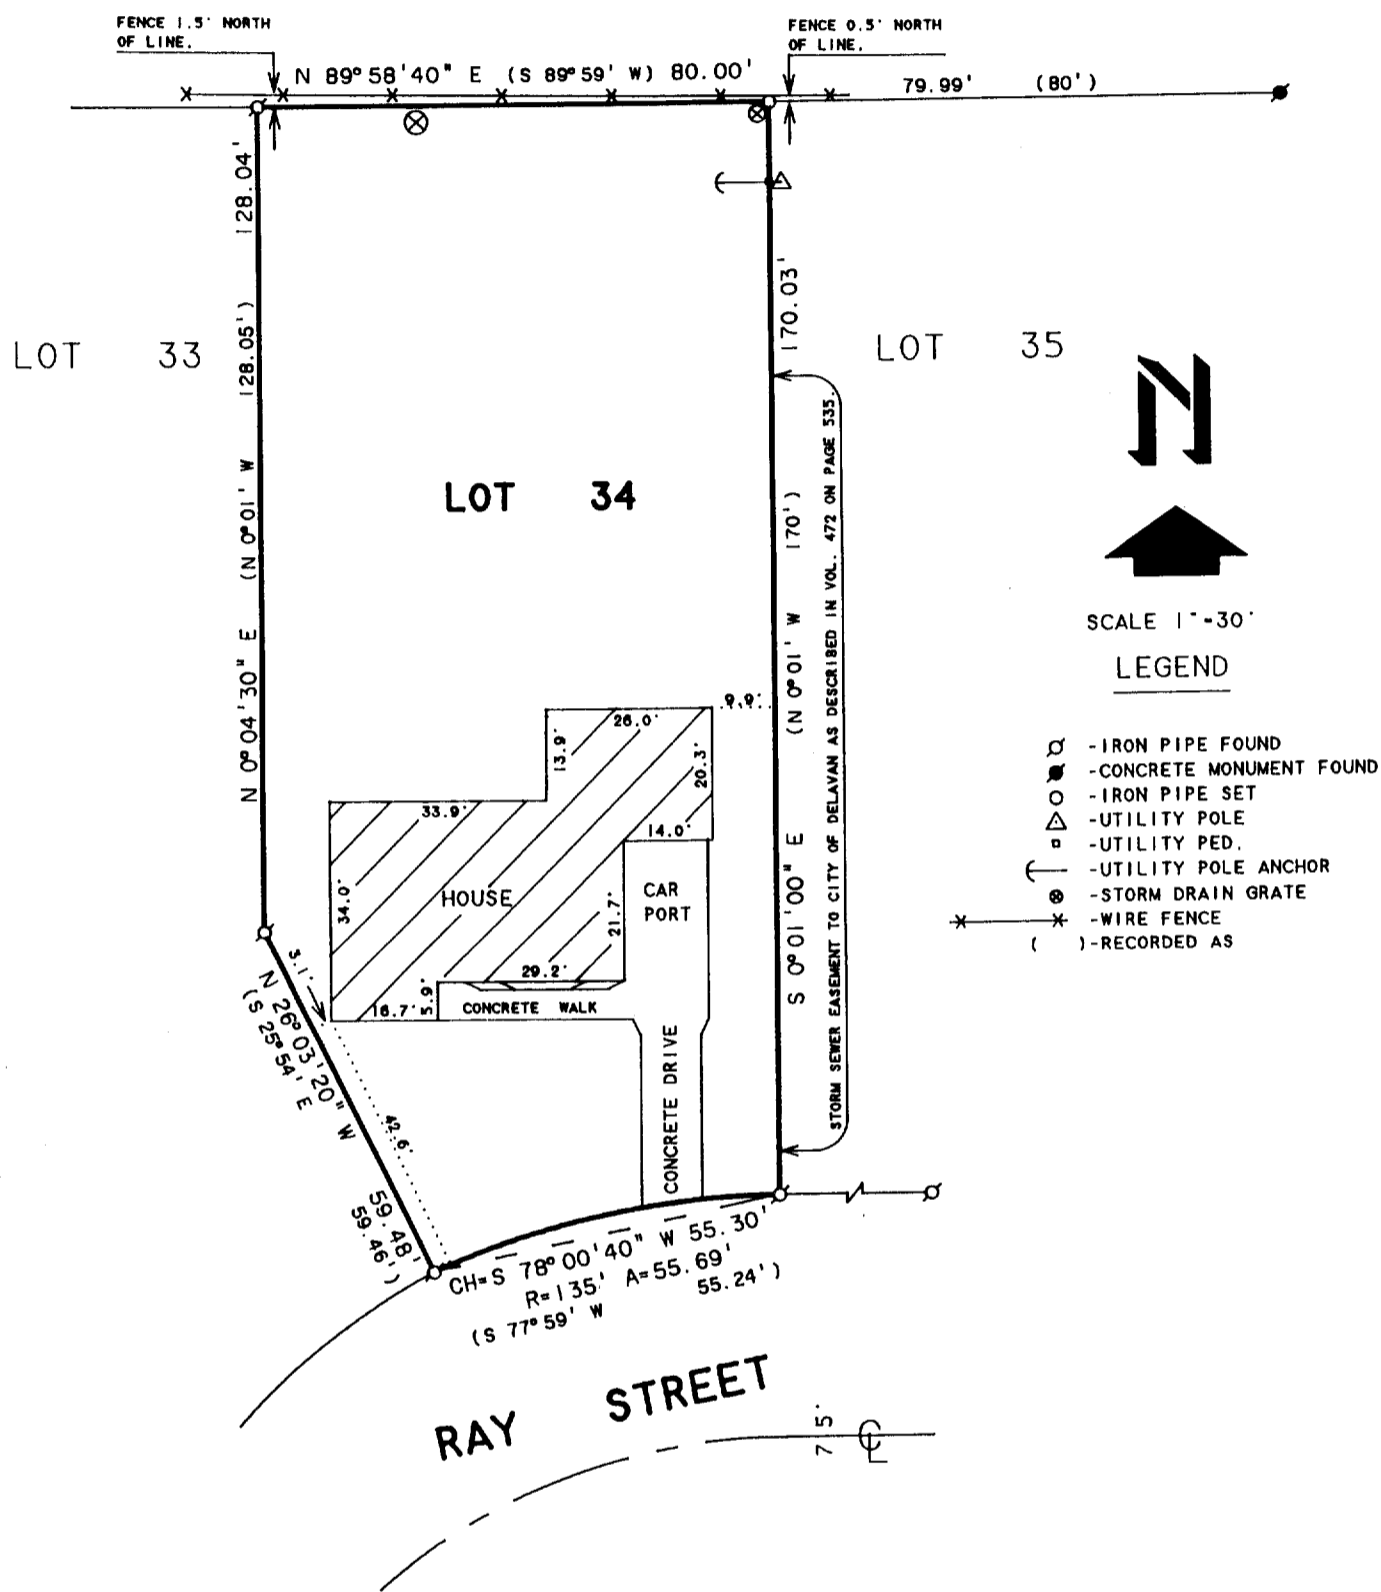 FENCE 1.5' NORTH
OF LINE.
FENCE 0.5' NORTH
OF LINE.
N 89°58'40" E (S 89°59' W) 80.00'
79.99' (80')
128.04'
(N 0°01' W 128.05')
N 0°04'30" E
170.03'
(N 0°01' W 170')
S 0°01'00" E
STORM SEWER EASEMENT TO CITY OF DELAVAN AS DESCRIBED IN VOL. 472 ON PAGE 535.
LOT 33
LOT 35
LOT 34
N
SCALE 1"-30'
LEGEND
-IRON PIPE FOUND
-CONCRETE MONUMENT FOUND
-IRON PIPE SET
-UTILITY POLE
-UTILITY PED.
-UTILITY POLE ANCHOR
-STORM DRAIN GRATE
-WIRE FENCE
( )-RECORDED AS
9.9'
26.0'
13.9'
20.3'
33.9'
14.0'
34.0'
HOUSE
CAR
PORT
21.7'
29.2'
16.7'
5.9'
CONCRETE WALK
CONCRETE DRIVE
3.1'
42.6'
N 26°03'20" W 59.48'
(S 25°54' E 59.46')
CH=S 78°00'40" W 55.30'
R=135' A=55.69'
(S 77°59' W 55.24')
RAY STREET
75'
CL